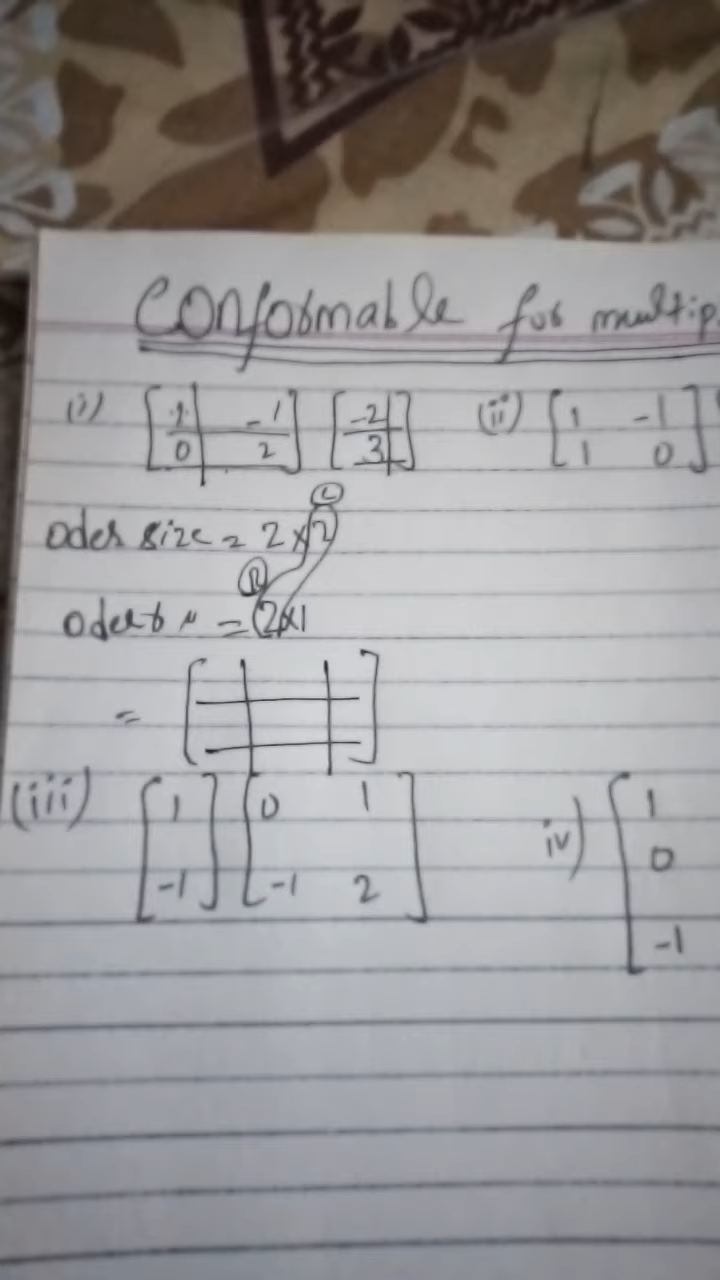 Conformable for multip
(i) [1 -1 [-2 (ii) [1 -1
0 2] 3] 1 0]
oder size = 2x2
oder b " = 2x1
= [ ]
(iii) [1 [0 1 iv) [1
0
-1] -1 2] -1